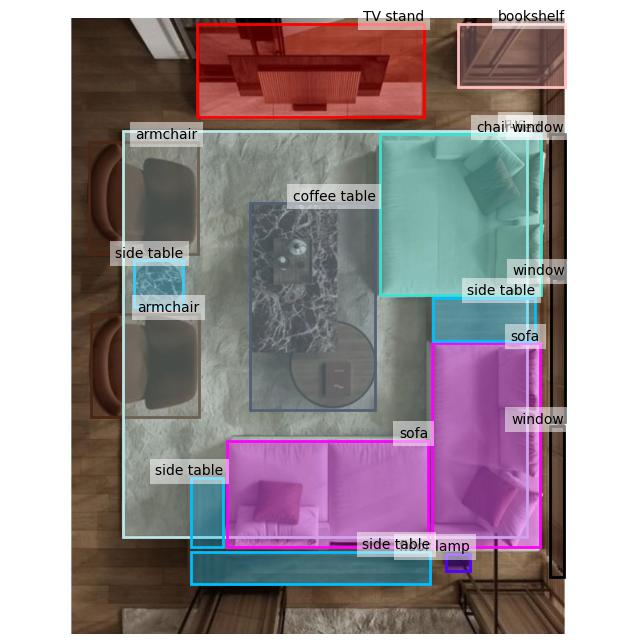 TV stand
bookshelf
armchair
chair
window
coffee table
side table
window
side table
armchair
sofa
window
sofa
side table
side table
lamp